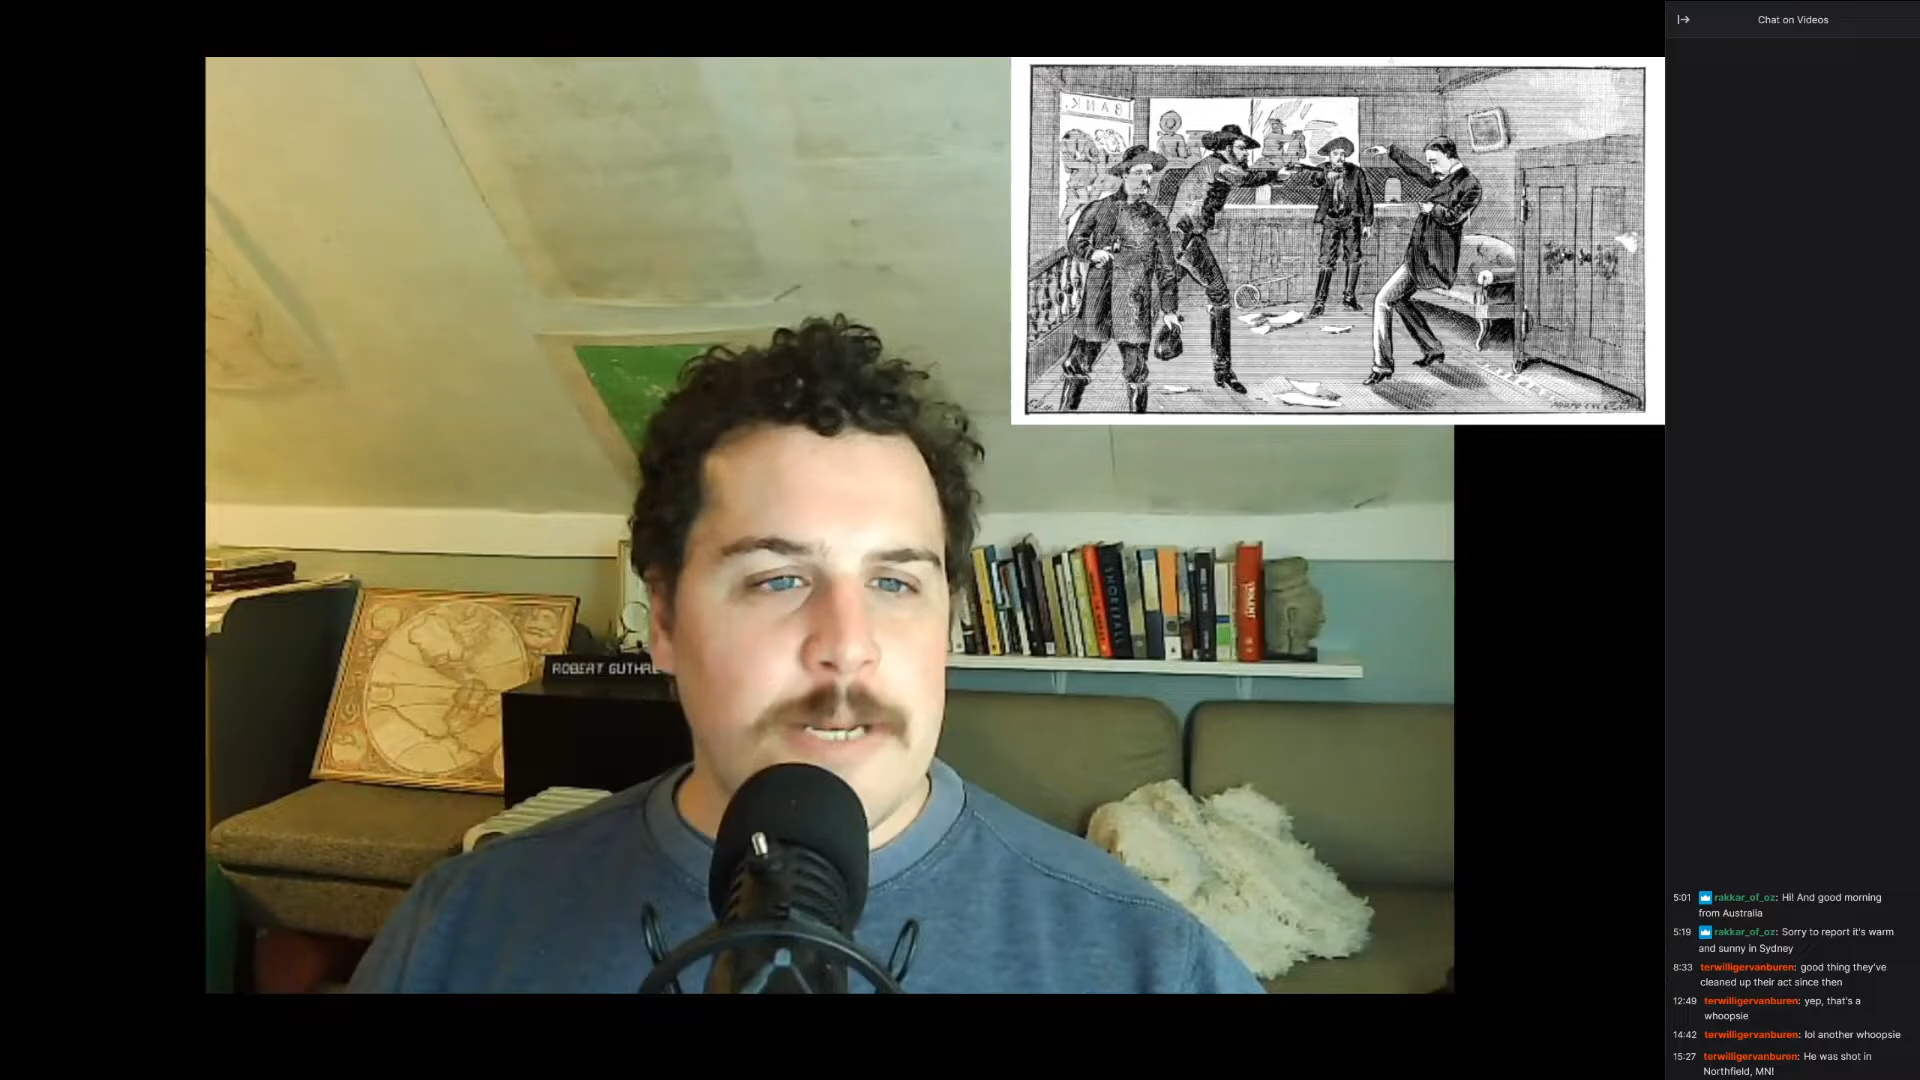 Chat on Videos
BANK.
ROBERT GUTHRIE
SHOREFALL
VIOLENT
5:01 rakkar_of_oz: Hi! And good morning
from Australia
5:19 rakkar_of_oz: Sorry to report it's warm
and sunny in Sydney
8:33 terwilligervanburen: good thing they've
cleaned up their act since then
12:49 terwilligervanburen: yep, that's a
whoopsie
14:42 terwilligervanburen: lol another whoopsie
15:27 terwilligervanburen: He was shot in
Northfield, MN!